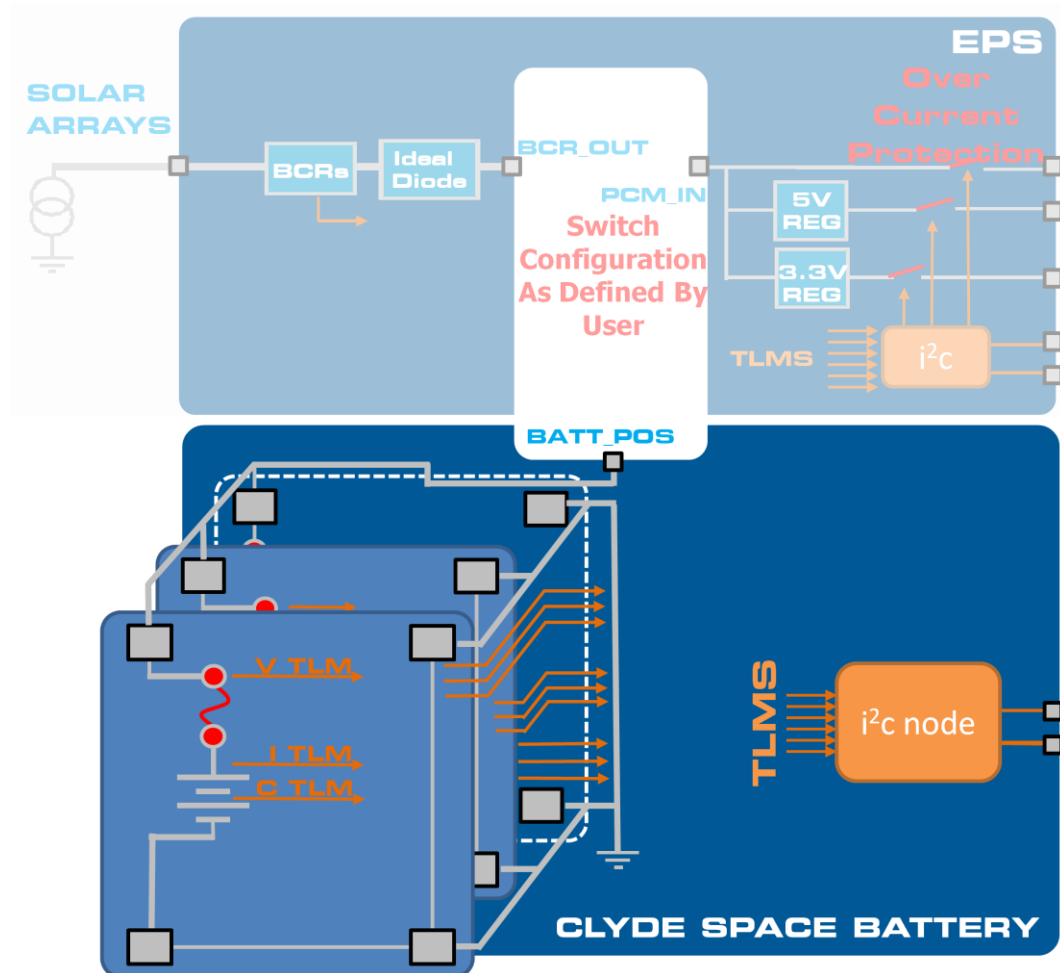 EPS
SOLAR
ARRAYS
Over
Current
Protection
BCRs
Ideal
Diode
BCR_OUT
PCM_IN
Switch
Configuration
As Defined By
User
5V
REG
3.3V
REG
TLMS
i²c
BATT_POS
V TLM
I TLM
C TLM
TLMS
i²c node
CLYDE SPACE BATTERY